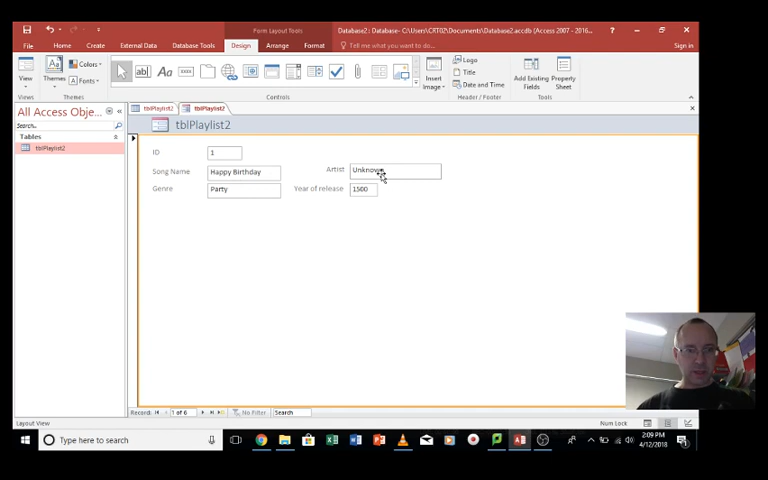 Form Layout Tools
Database2 : Database- C:\Users\CRT02\Documents\Database2.accdb (Access 2007 - 2016...
File Home Create External Data Database Tools Design Arrange Format Tell me what you want to do... Sign in
View
Themes
Colors
Fonts
Aa
ab|
Aa
xxxx
Insert Image
Logo
Title
Date and Time
Add Existing Fields
Property Sheet
Views Themes Controls Header / Footer Tools
All Access Obje...
tblPlaylist2 tblPlaylist2
Search...
tblPlaylist2
Tables
tblPlaylist2
ID 1
Song Name Happy Birthday Artist Unknown
Genre Party Year of release 1500
Record: 1 of 6 No Filter Search
Layout View Num Lock
Type here to search
2:09 PM
4/12/2018